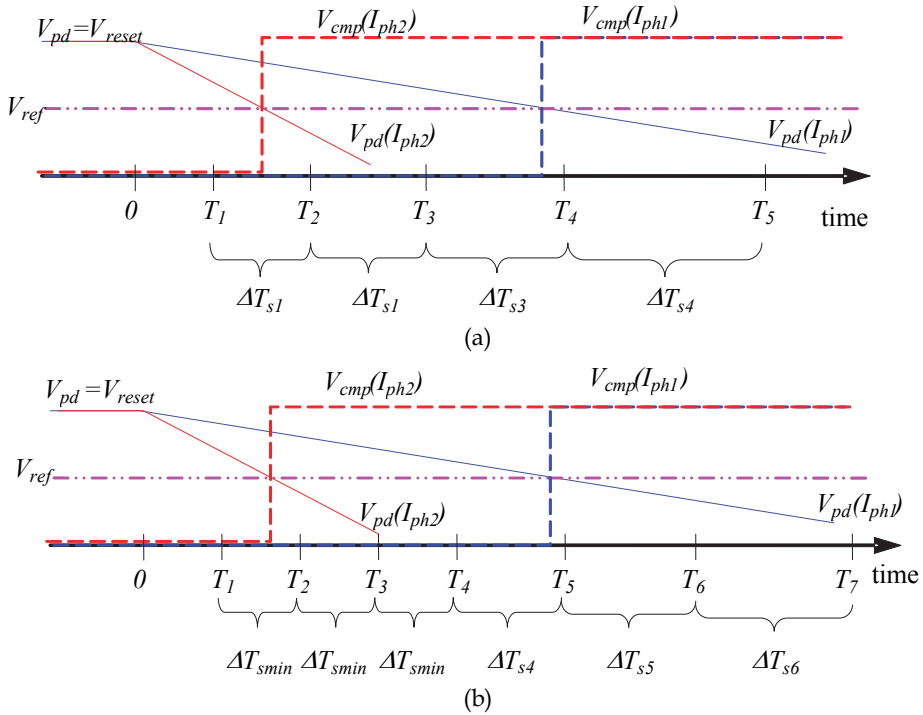 V_pd=V_reset
V_cmp(I_ph2)
V_cmp(I_ph1)
V_ref
V_pd(I_ph2)
V_pd(I_ph1)
0 T_1 T_2 T_3 T_4 T_5
time
ΔT_s1 ΔT_s1 ΔT_s3 ΔT_s4
(a)
V_pd=V_reset
V_cmp(I_ph2)
V_cmp(I_ph1)
V_ref
V_pd(I_ph2)
V_pd(I_ph1)
0 T_1 T_2 T_3 T_4 T_5 T_6 T_7
time
ΔT_smin ΔT_smin ΔT_smin ΔT_s4 ΔT_s5 ΔT_s6
(b)